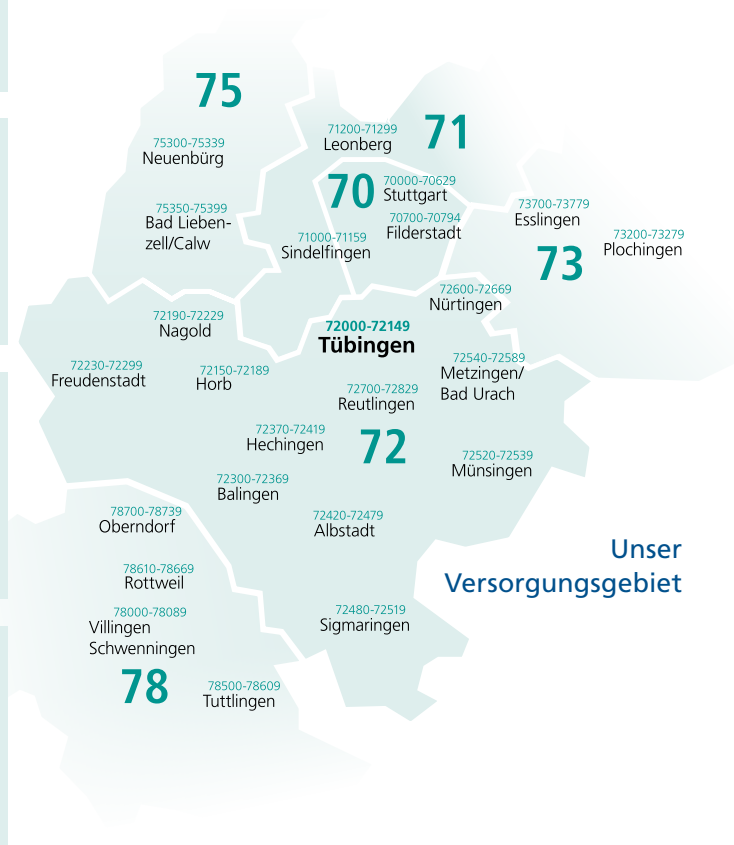 75
71200-71299
Leonberg
71
75300-75339
Neuenbürg
70
70000-70629
Stuttgart
75350-75399
Bad Lieben-
zell/Calw
70700-70794
Filderstadt
71000-71159
Sindelfingen
73700-73779
Esslingen
73200-73279
Plochingen
73
72600-72669
Nürtingen
72190-72229
Nagold
72000-72149
Tübingen
72230-72299
Freudenstadt
72150-72189
Horb
72540-72589
Metzingen/
Bad Urach
72700-72829
Reutlingen
72370-72419
Hechingen
72
72520-72539
Münsingen
72300-72369
Balingen
78700-78739
Oberndorf
72420-72479
Albstadt
Unser
Versorgungsgebiet
78610-78669
Rottweil
78000-78089
Villingen
Schwenningen
72480-72519
Sigmaringen
78
78500-78609
Tuttlingen